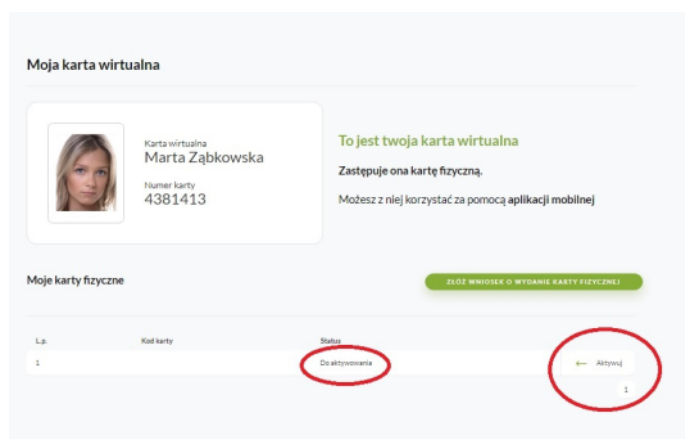 Moja karta wirtualna
Karta wirtualna
Marta Ząbkowska
Numer karty
4381413
To jest twoja karta wirtualna
Zastępuje ona kartę fizyczną.
Możesz z niej korzystać za pomocą aplikacji mobilnej
Moje karty fizyczne
ZŁÓŻ WNIOSEK O WYDANIE KARTY FIZYCZNEJ
L.p. Kod karty Status
1 Do aktywowania ← Aktywuj
1